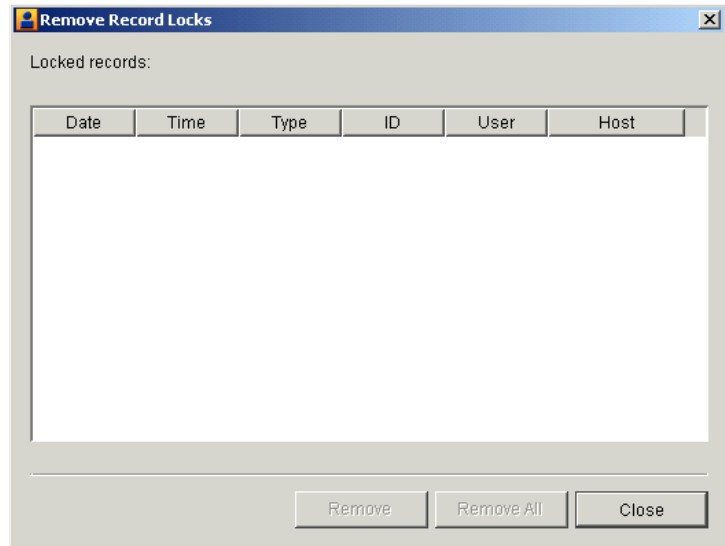 Remove Record Locks
Locked records:
Date Time Type ID User Host
Remove Remove All Close